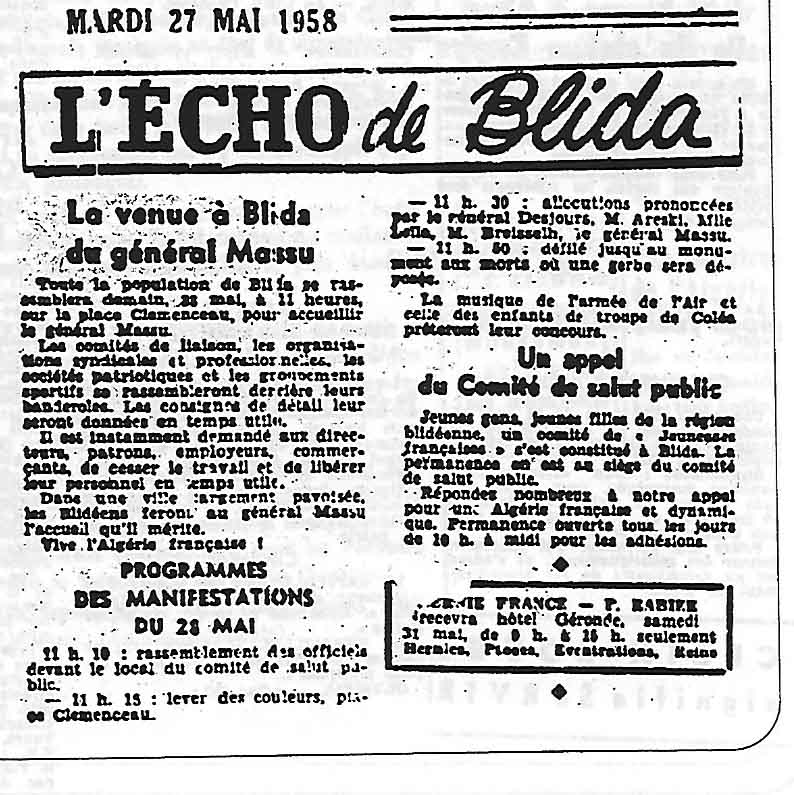 MARDI 27 MAI 1958
L'ÉCHO de Blida
La venue à Blida
du général Massu
Toute la population de Blida se ras-
semblera demain, 28 mai, à 11 heures,
sur la place Clemenceau, pour accueillir
le général Massu.
Les comités de liaison, les organisa-
tions syndicales et professionnelles, les
sociétés patriotiques et les groupements
sportifs se rassembleront derrière leurs
banderoles. Les consignes de détail leur
seront données en temps utile.
Il est instamment demandé aux direc-
teurs, patrons, employeurs, commer-
çants, de cesser le travail et de libérer
leur personnel en temps utile.
Dans une ville largement pavoisée,
les Blidéens feront au général Massu
l'accueil qu'il mérite.
Vive l'Algérie française !
PROGRAMMES
DES MANIFESTATIONS
DU 28 MAI
11 h. 10 : rassemblement des officiels
devant le local du comité de salut pu-
blic.
— 11 h. 15 : lever des couleurs, pla-
ce Clemenceau.
— 11 h. 30 : allocutions prononcées
par le général Desjours, M. Areski, Mlle
Leïla, M. Breisselh, le général Massu.
— 11 h. 50 : défilé jusqu'au monu-
ment aux morts où une gerbe sera dé-
posée.
La musique de l'armée de l'Air et
celle des enfants de troupe de Coléa
prêteront leur concours.
Un appel
du Comité de salut public
Jeunes gens, jeunes filles de la région
blidéenne, un comité de « Jeunesses
françaises » s'est constitué à Blida. La
permanence en est au siège du comité
de salut public.
Répondez nombreux à notre appel
pour une Algérie française et dynami-
que. Permanence ouverte tous les jours
de 10 h. à midi pour les adhésions.
FRANCE — P. RABIER
recevra hôtel Géronde, samedi
31 mai, de 9 h. à 15 h. seulement
Hernies, Ptoses, Eventrations, Reins